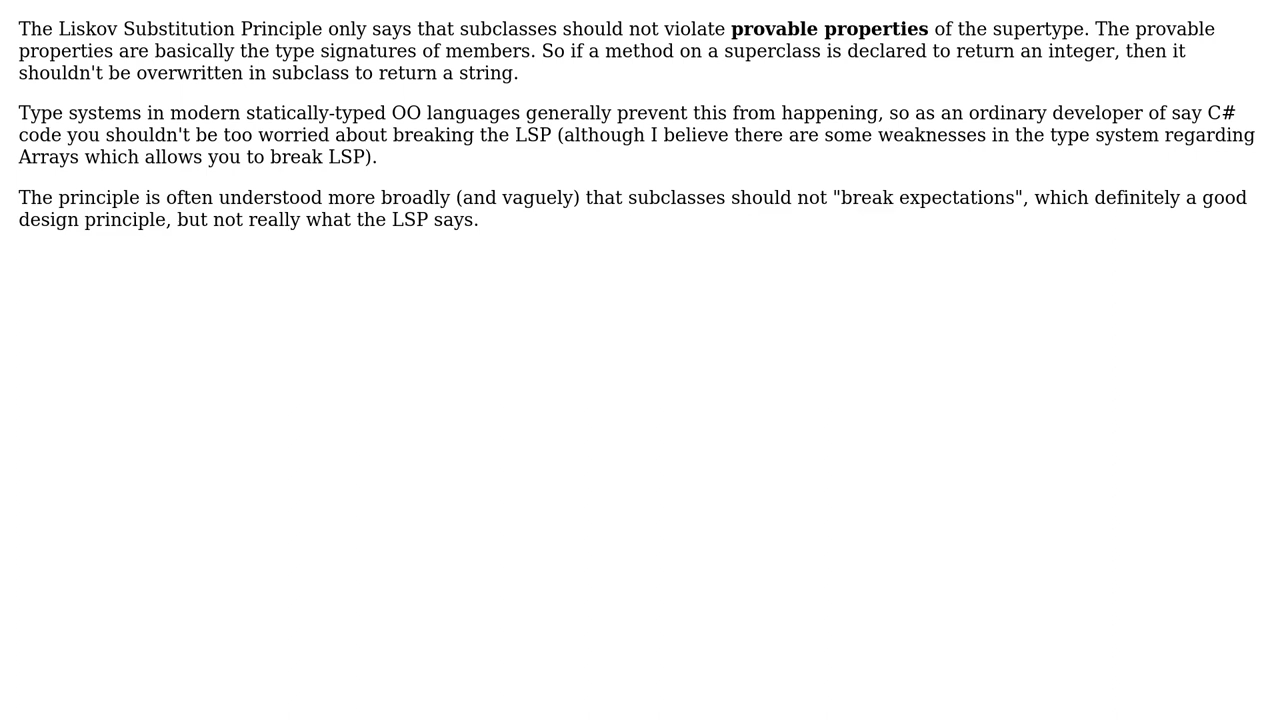 The Liskov Substitution Principle only says that subclasses should not violate provable properties of the supertype. The provable
properties are basically the type signatures of members. So if a method on a superclass is declared to return an integer, then it
shouldn't be overwritten in subclass to return a string.
Type systems in modern statically-typed OO languages generally prevent this from happening, so as an ordinary developer of say C#
code you shouldn't be too worried about breaking the LSP (although I believe there are some weaknesses in the type system regarding
Arrays which allows you to break LSP).
The principle is often understood more broadly (and vaguely) that subclasses should not "break expectations", which definitely a good
design principle, but not really what the LSP says.